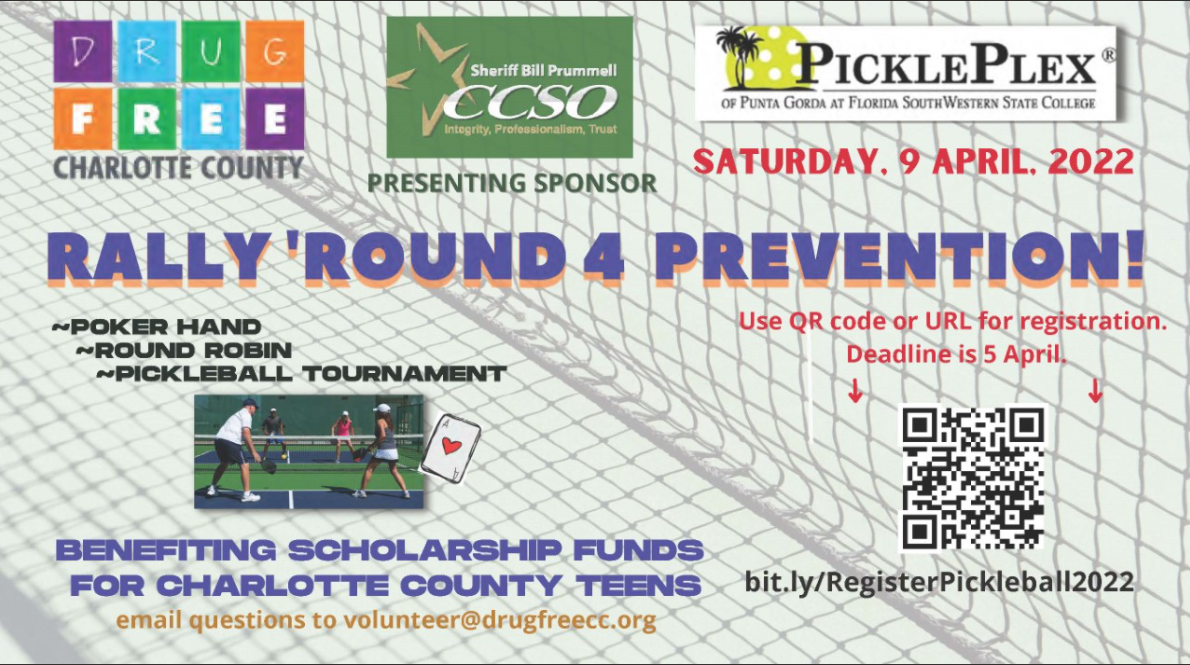 DRUG
FREE
CHARLOTTE COUNTY
Sheriff Bill Prummell
CCSO
Integrity, Professionalism, Trust
PRESENTING SPONSOR
PICKLEPLEX®
OF PUNTA GORDA AT FLORIDA SOUTHWESTERN STATE COLLEGE
SATURDAY, 9 APRIL, 2022
RALLY 'ROUND 4 PREVENTION!
~POKER HAND
~ROUND ROBIN
~PICKLEBALL TOURNAMENT
A
A
Use QR code or URL for registration.
Deadline is 5 April.
BENEFITING SCHOLARSHIP FUNDS
FOR CHARLOTTE COUNTY TEENS
email questions to volunteer@drugfreecc.org
bit.ly/RegisterPickleball2022